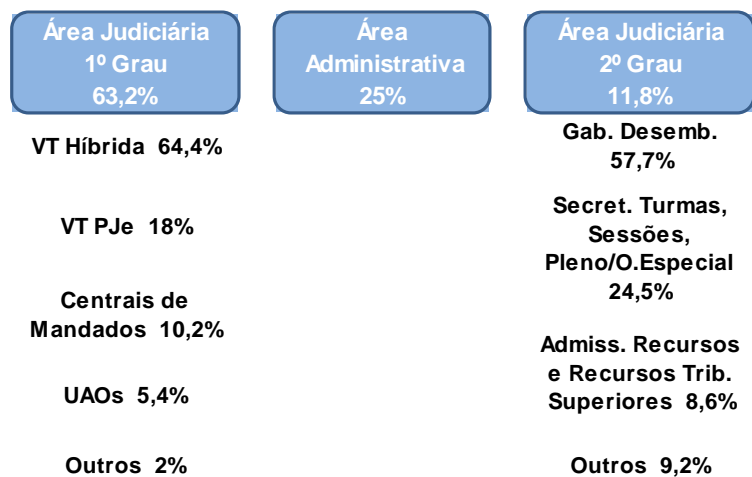 Área Judiciária
1º Grau
63,2%
VT Híbrida 64,4%
VT PJe 18%
Centrais de
Mandados 10,2%
UAOs 5,4%
Outros 2%
Área
Administrativa
25%
Área Judiciária
2º Grau
11,8%
Gab. Desemb.
57,7%
Secret. Turmas,
Sessões,
Pleno/O.Especial
24,5%
Admiss. Recursos
e Recursos Trib.
Superiores 8,6%
Outros 9,2%